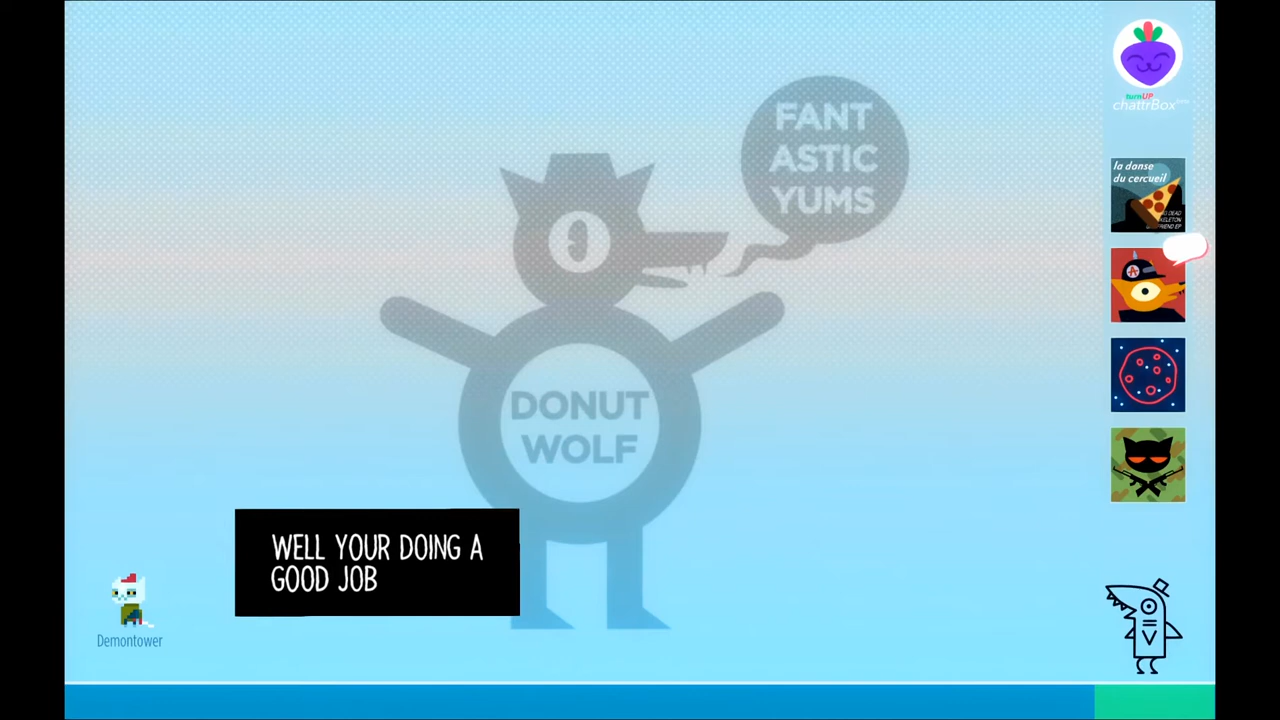 FANT
ASTIC
YUMS
turnUP
chattrBox
la danse
du cercueil
DONUT
WOLF
WELL YOUR DOING A
GOOD JOB
Demontower